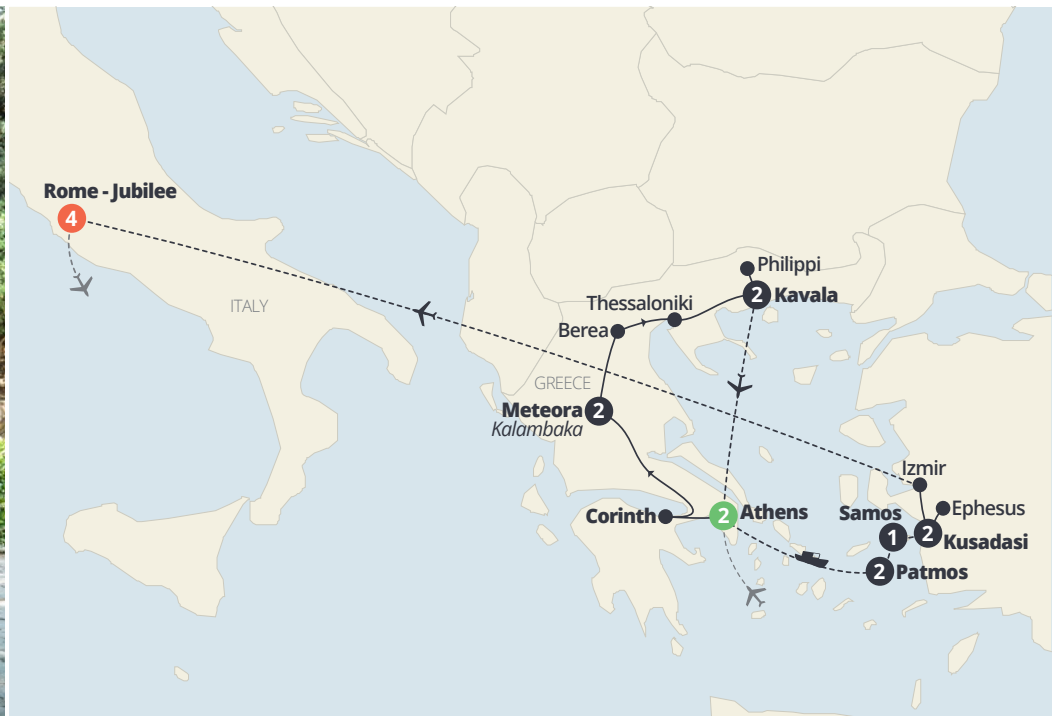 Rome - Jubilee
4
ITALY
Philippi
2 Kavala
Thessaloniki
Berea
GREECE
Meteora 2
Kalambaka
Izmir
Corinth
2 Athens
Samos
Ephesus
1
2 Kusadasi
2 Patmos